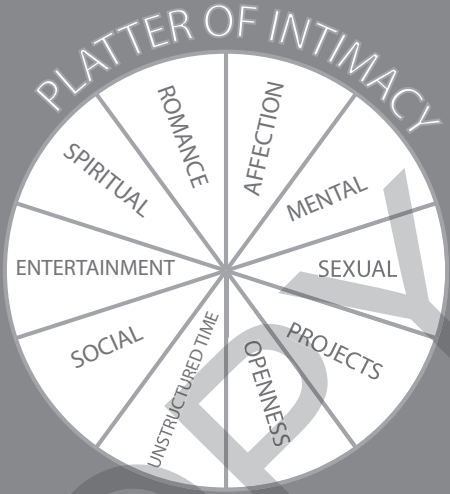 PLATTER OF INTIMACY
AFFECTION
MENTAL
SEXUAL
PROJECTS
OPENNESS
UNSTRUCTURED TIME
SOCIAL
ENTERTAINMENT
SPIRITUAL
ROMANCE